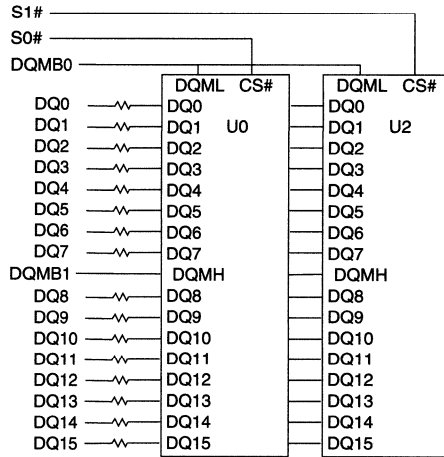 S1#
S0#
DQMB0
DQML CS# DQML CS#
DQ0 DQ0 DQ0
DQ1 DQ1 U0 DQ1 U2
DQ2 DQ2 DQ2
DQ3 DQ3 DQ3
DQ4 DQ4 DQ4
DQ5 DQ5 DQ5
DQ6 DQ6 DQ6
DQ7 DQ7 DQ7
DQMB1 DQMH DQMH
DQ8 DQ8 DQ8
DQ9 DQ9 DQ9
DQ10 DQ10 DQ10
DQ11 DQ11 DQ11
DQ12 DQ12 DQ12
DQ13 DQ13 DQ13
DQ14 DQ14 DQ14
DQ15 DQ15 DQ15